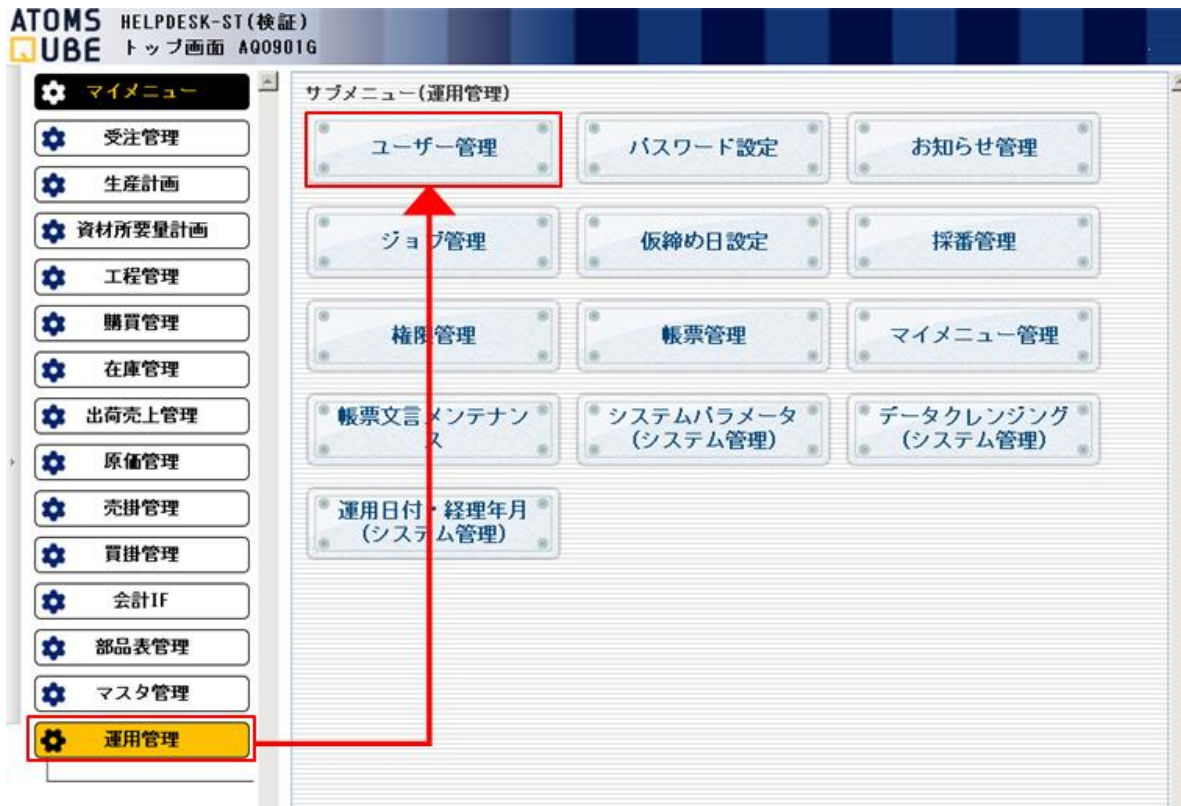 ATOMS HELPDESK-ST(検証)
QUBE トップ画面 AQ0901G
マイメニュー
受注管理
生産計画
資材所要量計画
工程管理
購買管理
在庫管理
出荷売上管理
原価管理
売掛管理
買掛管理
会計IF
部品表管理
マスタ管理
運用管理
サブメニュー(運用管理)
ユーザー管理
パスワード設定
お知らせ管理
ジョブ管理
仮締め日設定
採番管理
権限管理
帳票管理
マイメニュー管理
帳票文言メンテナン
ス
システムパラメータ
(システム管理)
データクレンジング
(システム管理)
運用日付・経理年月
(システム管理)